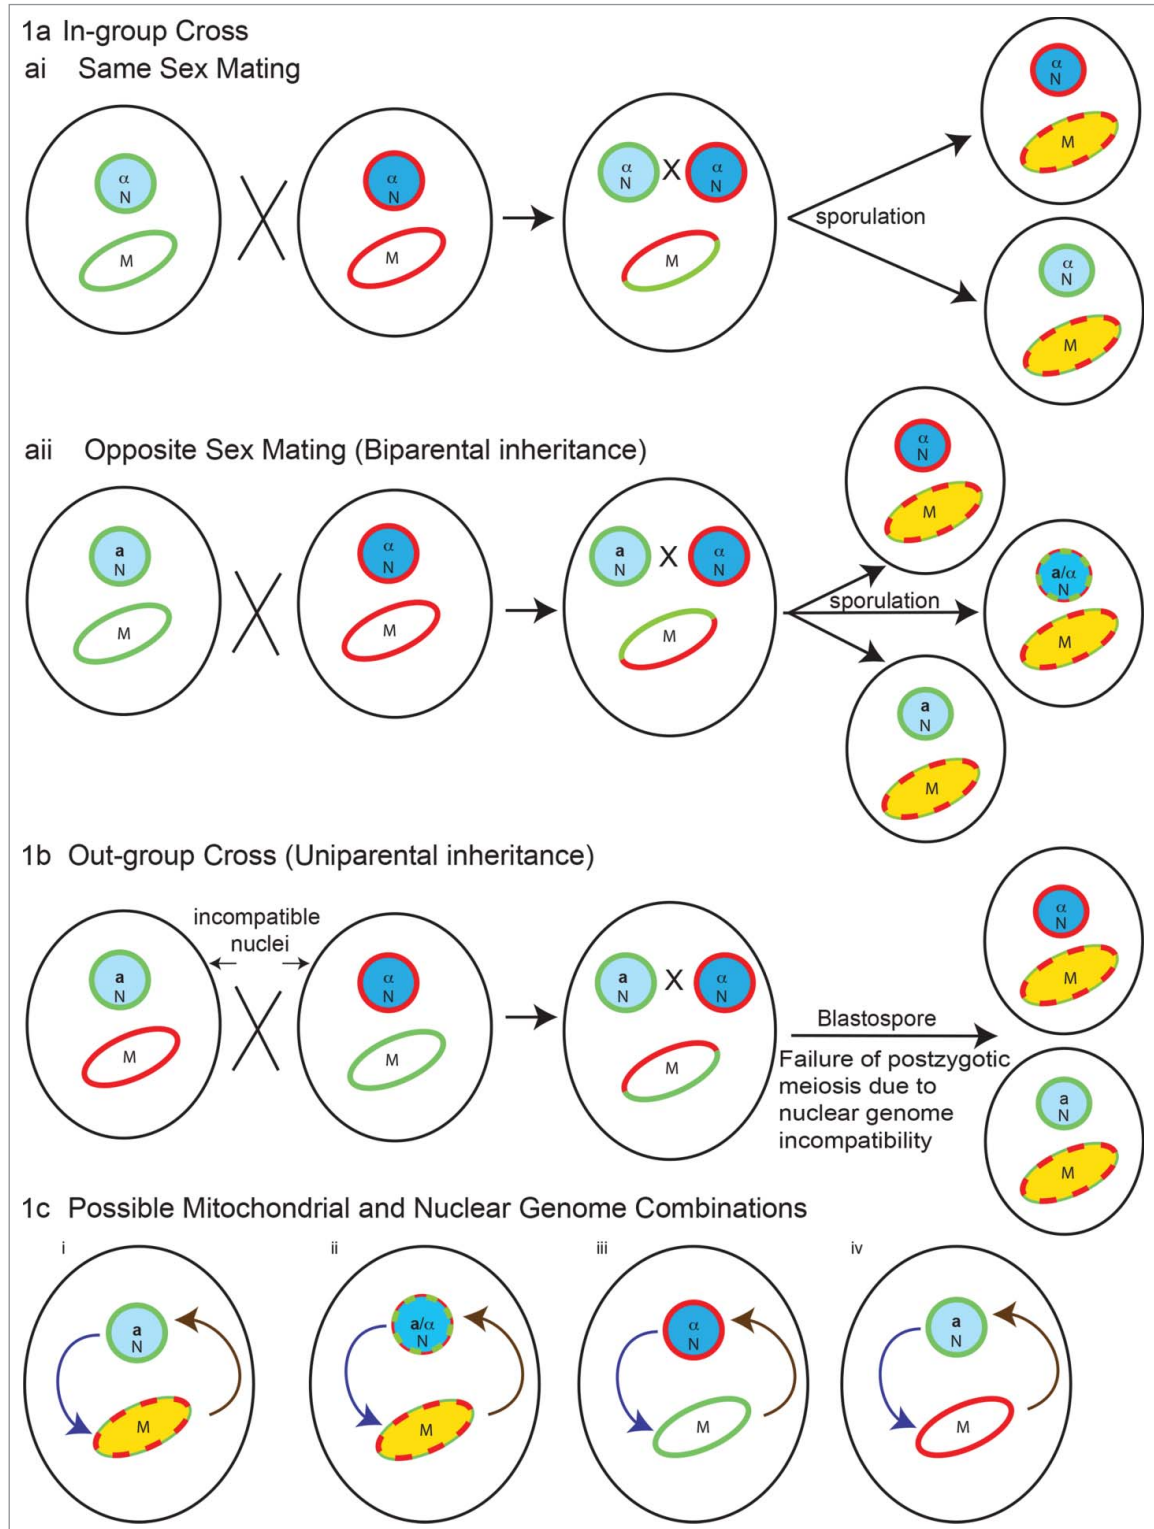 1a In-group Cross
ai Same Sex Mating
α
N
M
α
N
M
α
N
X
α
N
M
sporulation
α
N
M
α
N
M
aii Opposite Sex Mating (Biparental inheritance)
a
N
M
α
N
M
a
N
X
α
N
M
sporulation
α
N
M
a/α
N
M
a
N
M
1b Out-group Cross (Uniparental inheritance)
incompatible
nuclei
a
N
M
α
N
M
a
N
X
α
N
M
Blastospore
Failure of postzygotic
meiosis due to
nuclear genome
incompatibility
α
N
M
a
N
M
1c Possible Mitochondrial and Nuclear Genome Combinations
i
a
N
M
ii
a/α
N
M
iii
α
N
M
iv
a
N
M